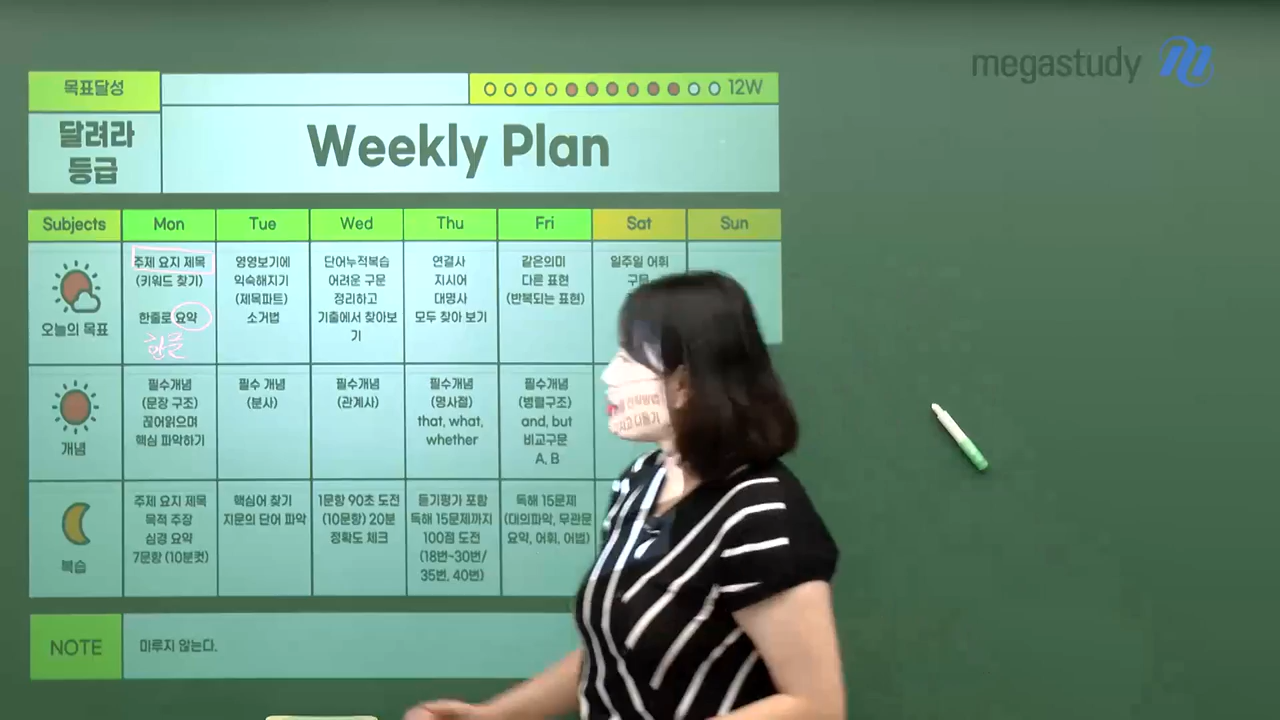 megastudy
목표달성
12W
달려라
등급
Weekly Plan
Subjects Mon Tue Wed Thu Fri Sat Sun
오늘의 목표
주제 요지 제목
(키워드 찾기)
한줄로 요약
한글
영영보기에
익숙해지기
(제목파트)
소거법
단어누적복습
어려운 구문
정리하고
기출에서 찾아보
기
연결사
지시어
대명사
모두 찾아 보기
같은의미
다른 표현
(반복되는 표현)
일주일 어휘
구문
개념
필수개념
(문장 구조)
끊어읽으며
핵심 파악하기
필수 개념
(분사)
필수개념
(관계사)
필수개념
(명사절)
that, what,
whether
필수개념
(병렬구조)
and, but
비교구문
A, B
복습
주제 요지 제목
목적 주장
심경 요약
7문항 (10분컷)
핵심어 찾기
지문의 단어 파악
1문항 90초 도전
(10문항) 20분
정확도 체크
듣기평가 포함
독해 15문제까지
100점 도전
(18번~30번/
35번, 40번)
독해 15문제
(대의파악, 무관문
요약, 어휘, 어법)
NOTE
미루지 않는다.